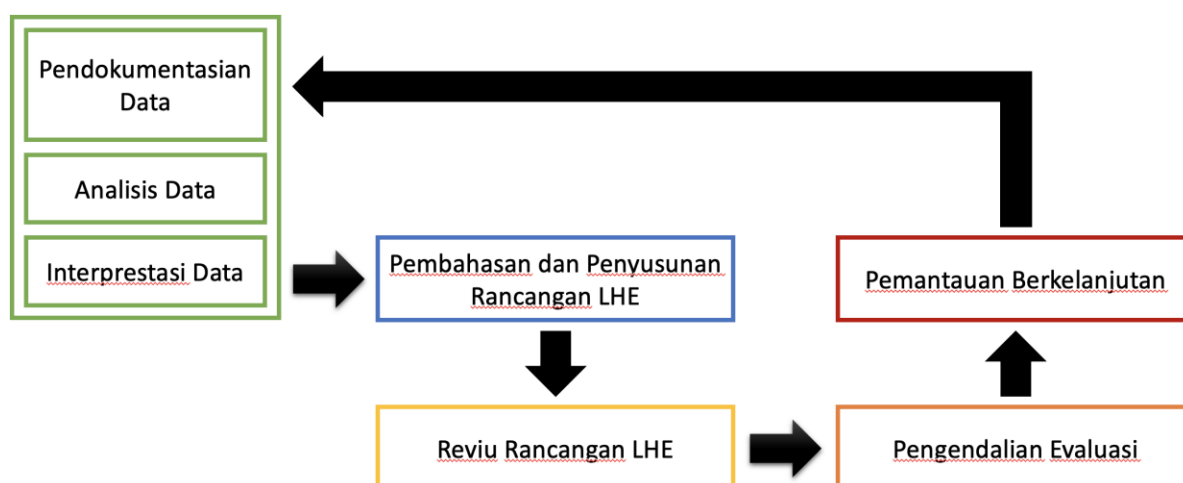 Pendokumentasian
Data
Analisis Data
Interprestasi Data
Pembahasan dan Penyusunan
Rancangan LHE
Pemantauan Berkelanjutan
Reviu Rancangan LHE
Pengendalian Evaluasi